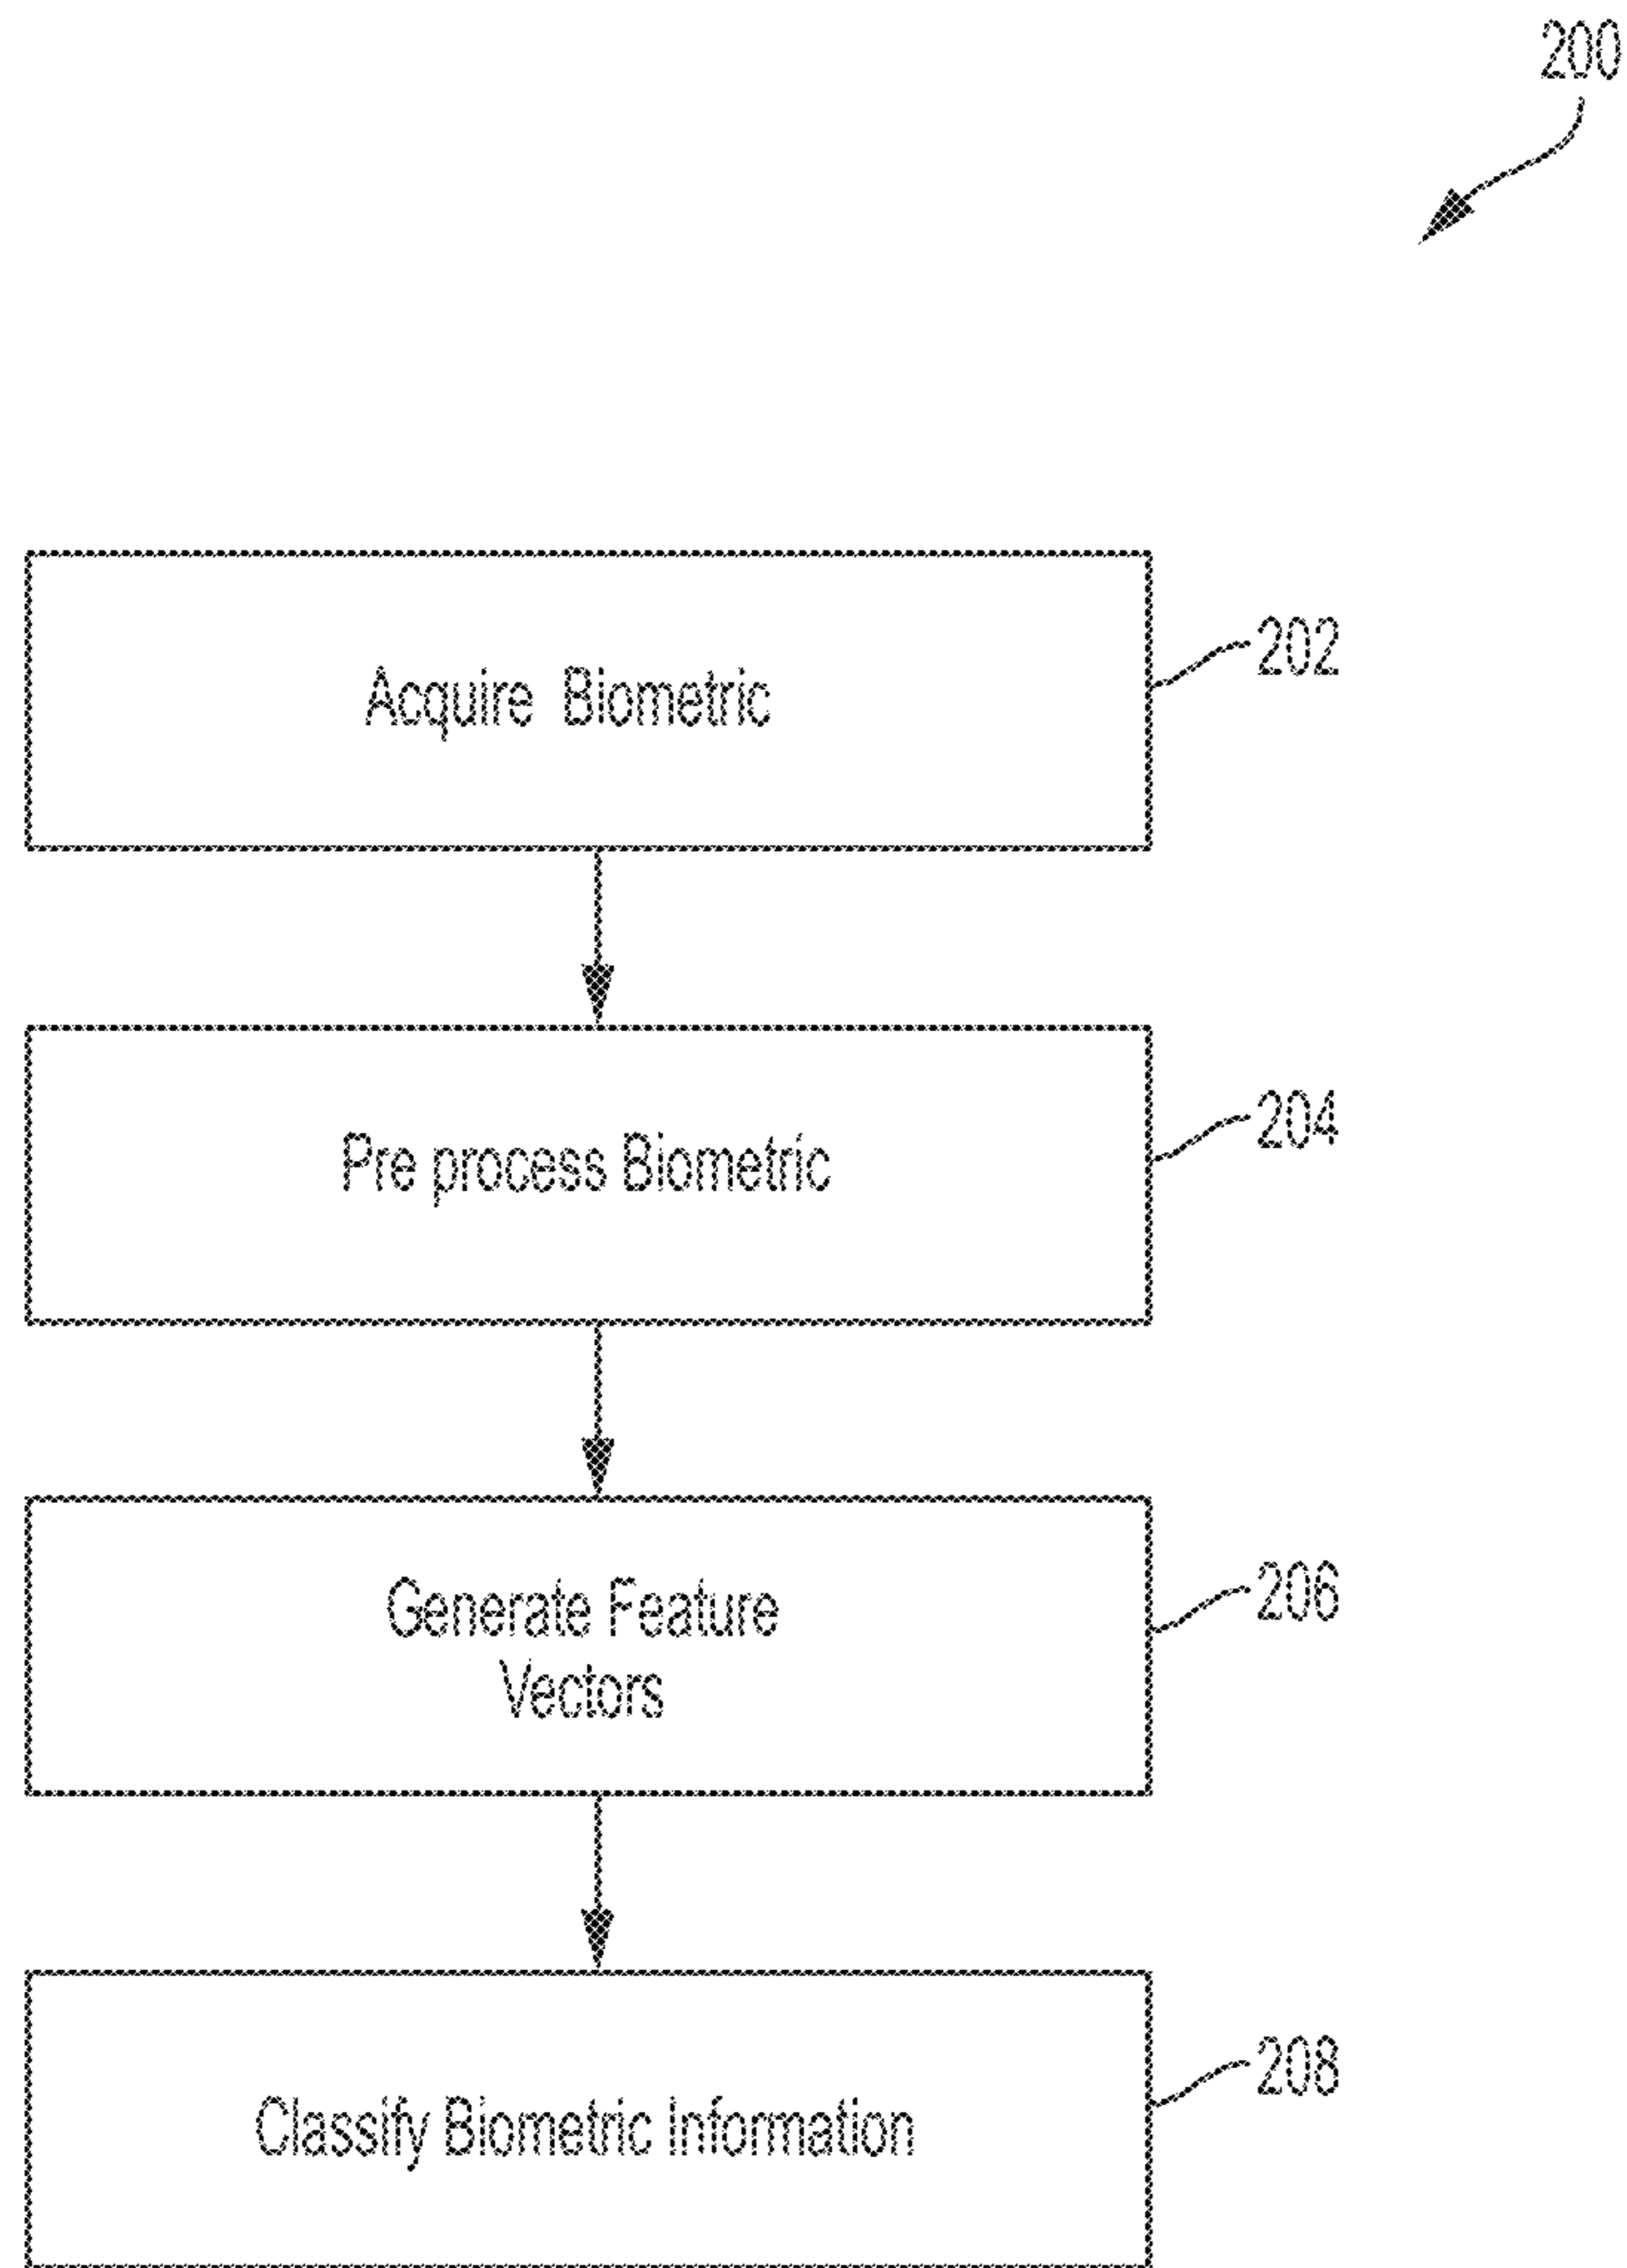 200
Acquire Biometric
202
Pre process Biometric
204
Generate Feature
Vectors
206
Classify Biometric Information
208